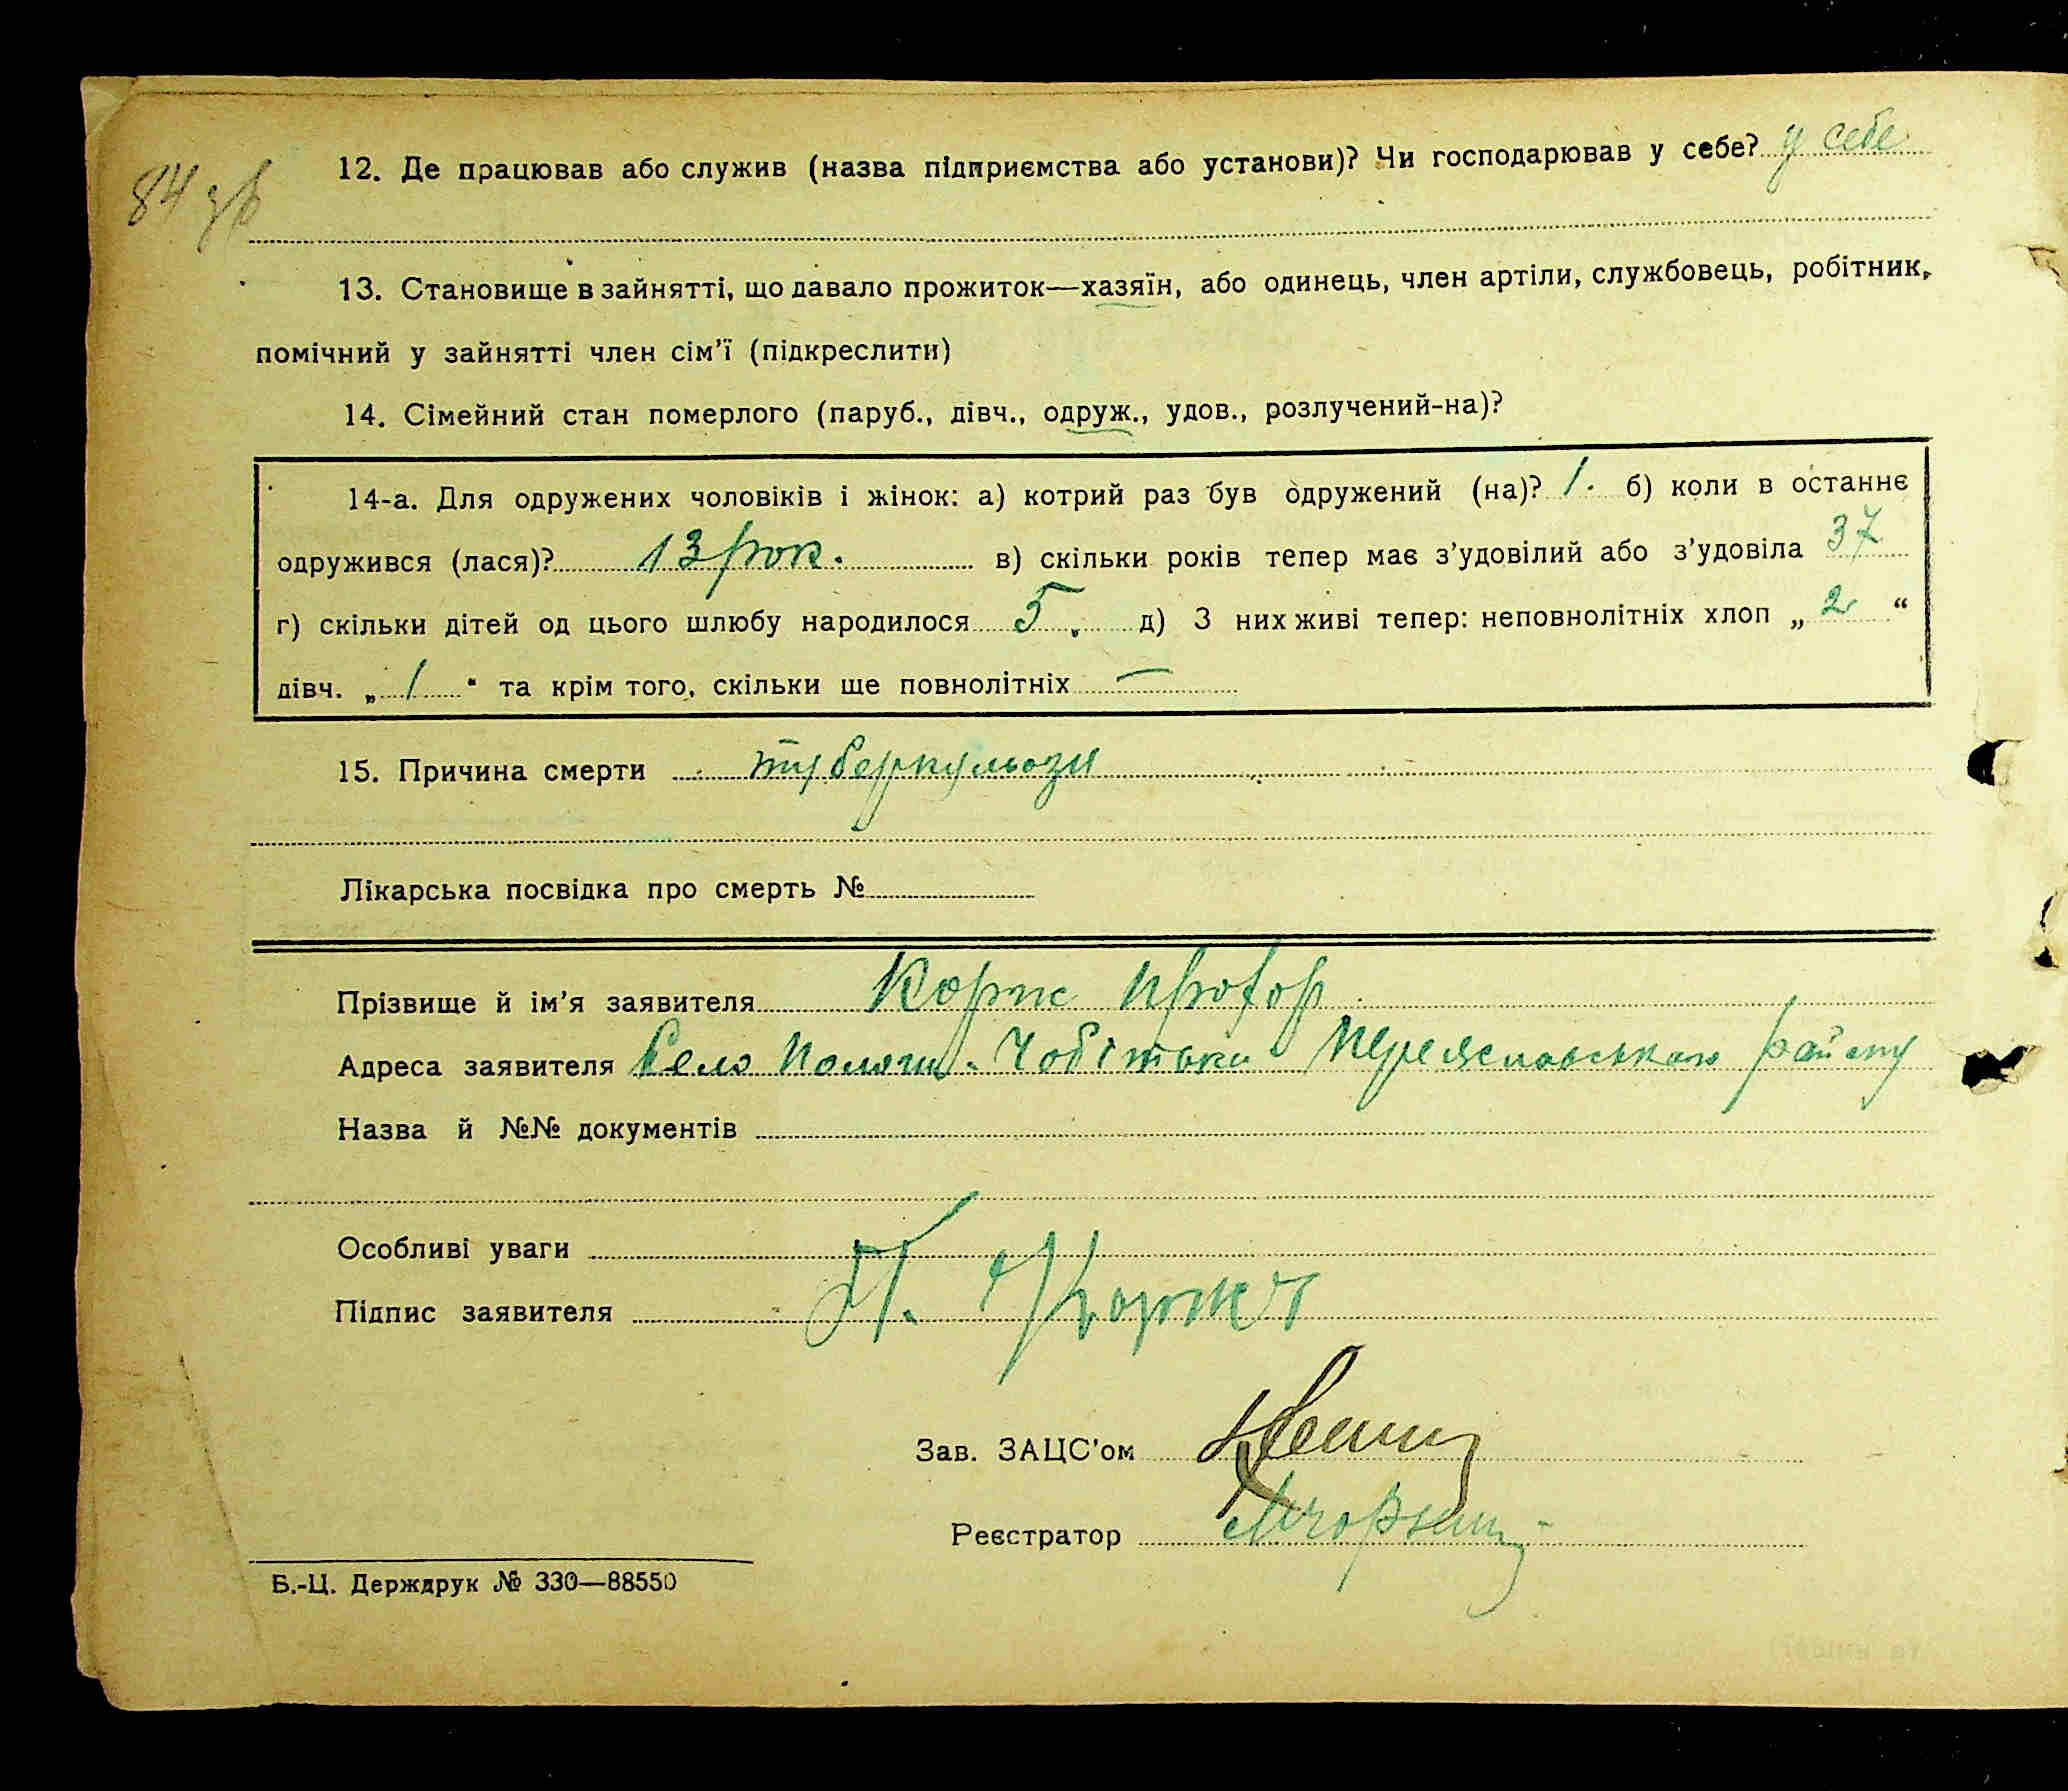 84 зв
12. Де працював або служив (назва підприємства або установи)? Чи господарював у себе? у себе
13. Становище в зайнятті, що давало прожиток—хазяїн, або одинець, член артіли, службовець, робітник,
помічний у зайнятті член сім’ї (підкреслити)
14. Сімейний стан померлого (паруб., дівч., одруж., удов., розлучений-на)?
14-а. Для одружених чоловіків і жінок: а) котрий раз був одружений (на)? 1. б) коли в останнє
одружився (лася)? 13 рок. в) скільки років тепер має з’удовілий або з’удовіла 37
г) скільки дітей од цього шлюбу народилося 5. д) З них живі тепер: неповнолітніх хлоп „ 2 “
дівч. „ 1 “ та крім того, скільки ще повнолітніх —
15. Причина смерти туберкульози
Лікарська посвідка про смерть №
Прізвище й ім’я заявителя Корж
Адреса заявителя Село Чобітьки Переяславського району
Назва й №№ документів
Особливі уваги
Підпис заявителя П. Корж
Зав. ЗАЦС’ом
Реєстратор
Б.-Ц. Держдрук № 330—88550